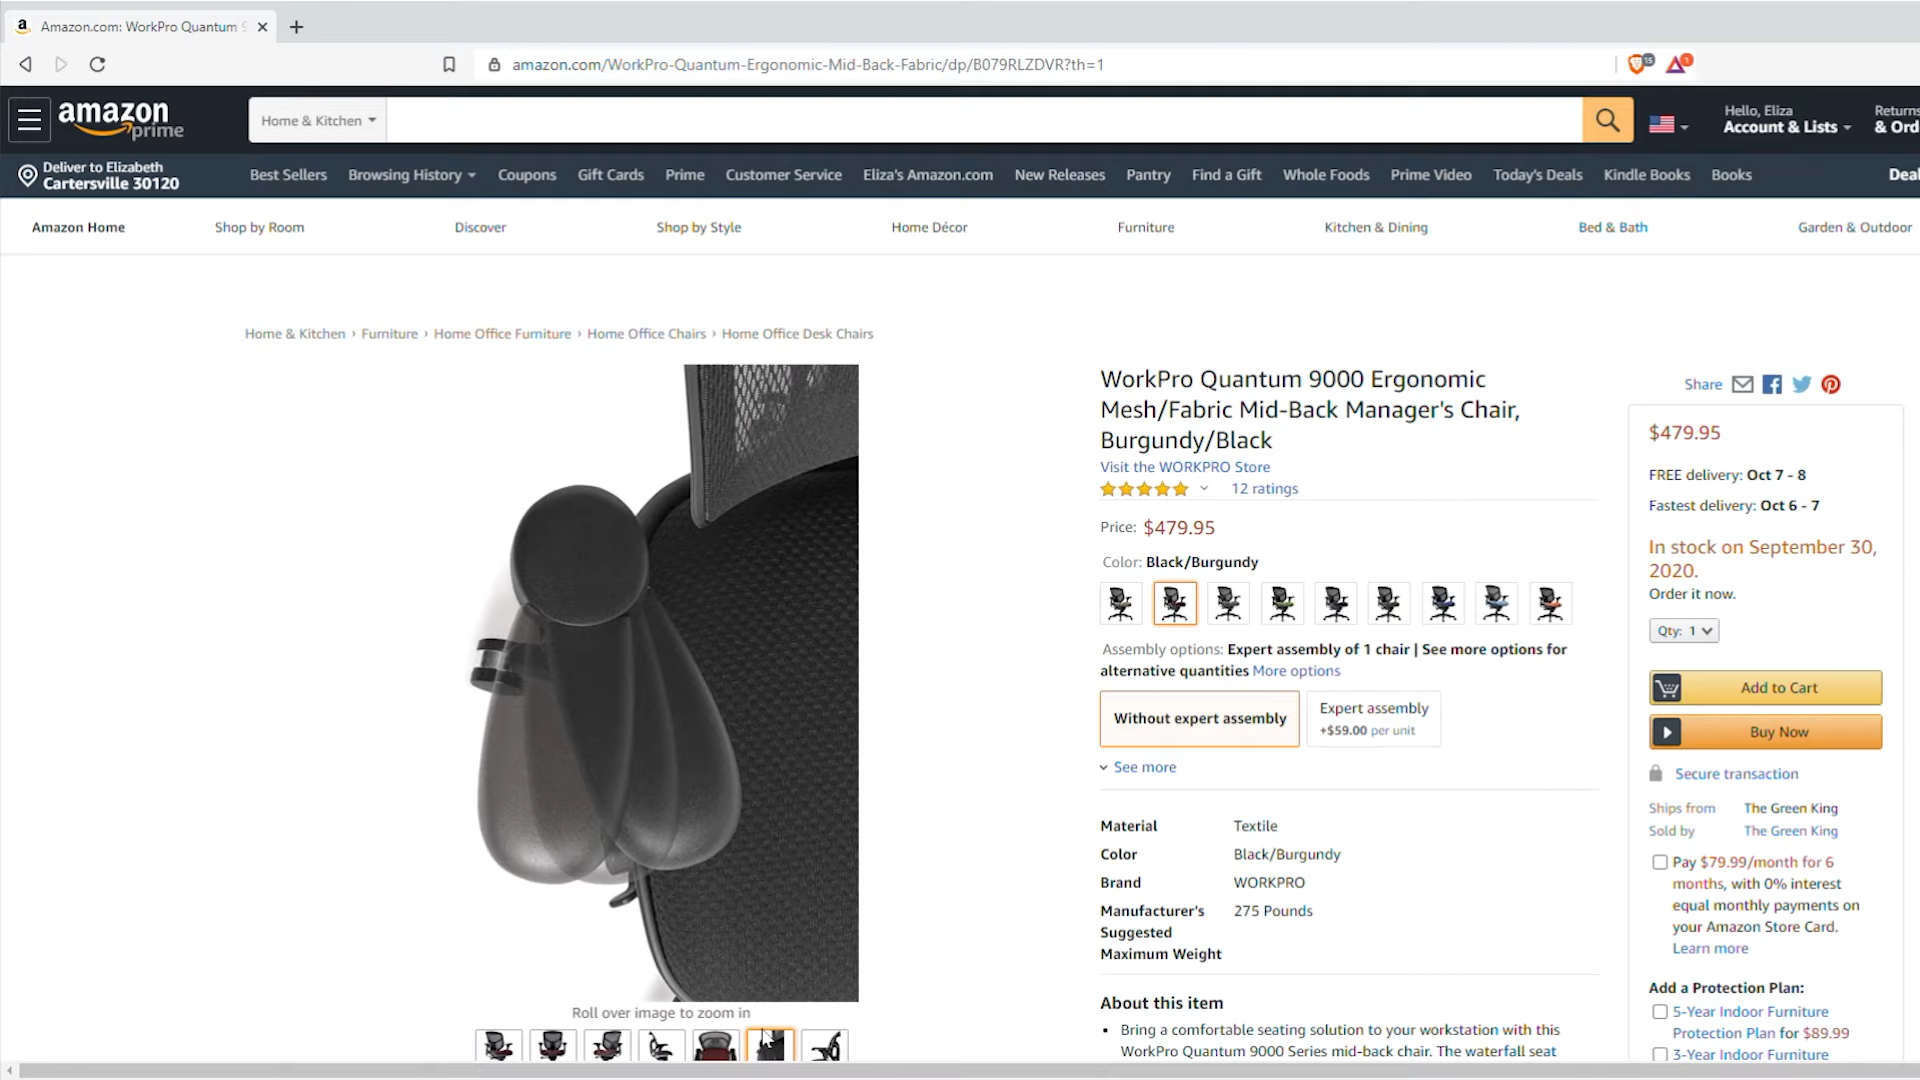 Amazon.com: WorkPro Quantum 9
amazon.com/WorkPro-Quantum-Ergonomic-Mid-Back-Fabric/dp/B079RLZDVR?th=1
15
1
amazon prime
Home & Kitchen
Hello, Eliza
Account & Lists
Returns
& Ord
Deliver to Elizabeth
Cartersville 30120
Best Sellers Browsing History Coupons Gift Cards Prime Customer Service Eliza's Amazon.com New Releases Pantry Find a Gift Whole Foods Prime Video Today's Deals Kindle Books Books Deal
Amazon Home Shop by Room Discover Shop by Style Home Décor Furniture Kitchen & Dining Bed & Bath Garden & Outdoor
Home & Kitchen › Furniture › Home Office Furniture › Home Office Chairs › Home Office Desk Chairs
Roll over image to zoom in
WorkPro Quantum 9000 Ergonomic
Mesh/Fabric Mid-Back Manager's Chair,
Burgundy/Black
Visit the WORKPRO Store
12 ratings
Price: $479.95
Color: Black/Burgundy
Assembly options: Expert assembly of 1 chair | See more options for
alternative quantities More options
Without expert assembly
Expert assembly
+$59.00 per unit
See more
Material Textile
Color Black/Burgundy
Brand WORKPRO
Manufacturer's 275 Pounds
Suggested
Maximum Weight
About this item
• Bring a comfortable seating solution to your workstation with this
WorkPro Quantum 9000 Series mid-back chair. The waterfall seat
Share
$479.95
FREE delivery: Oct 7 - 8
Fastest delivery: Oct 6 - 7
In stock on September 30,
2020.
Order it now.
Qty: 1
Add to Cart
Buy Now
Secure transaction
Ships from The Green King
Sold by The Green King
Pay $79.99/month for 6
months, with 0% interest
equal monthly payments on
your Amazon Store Card.
Learn more
Add a Protection Plan:
5-Year Indoor Furniture
Protection Plan for $89.99
3-Year Indoor Furniture